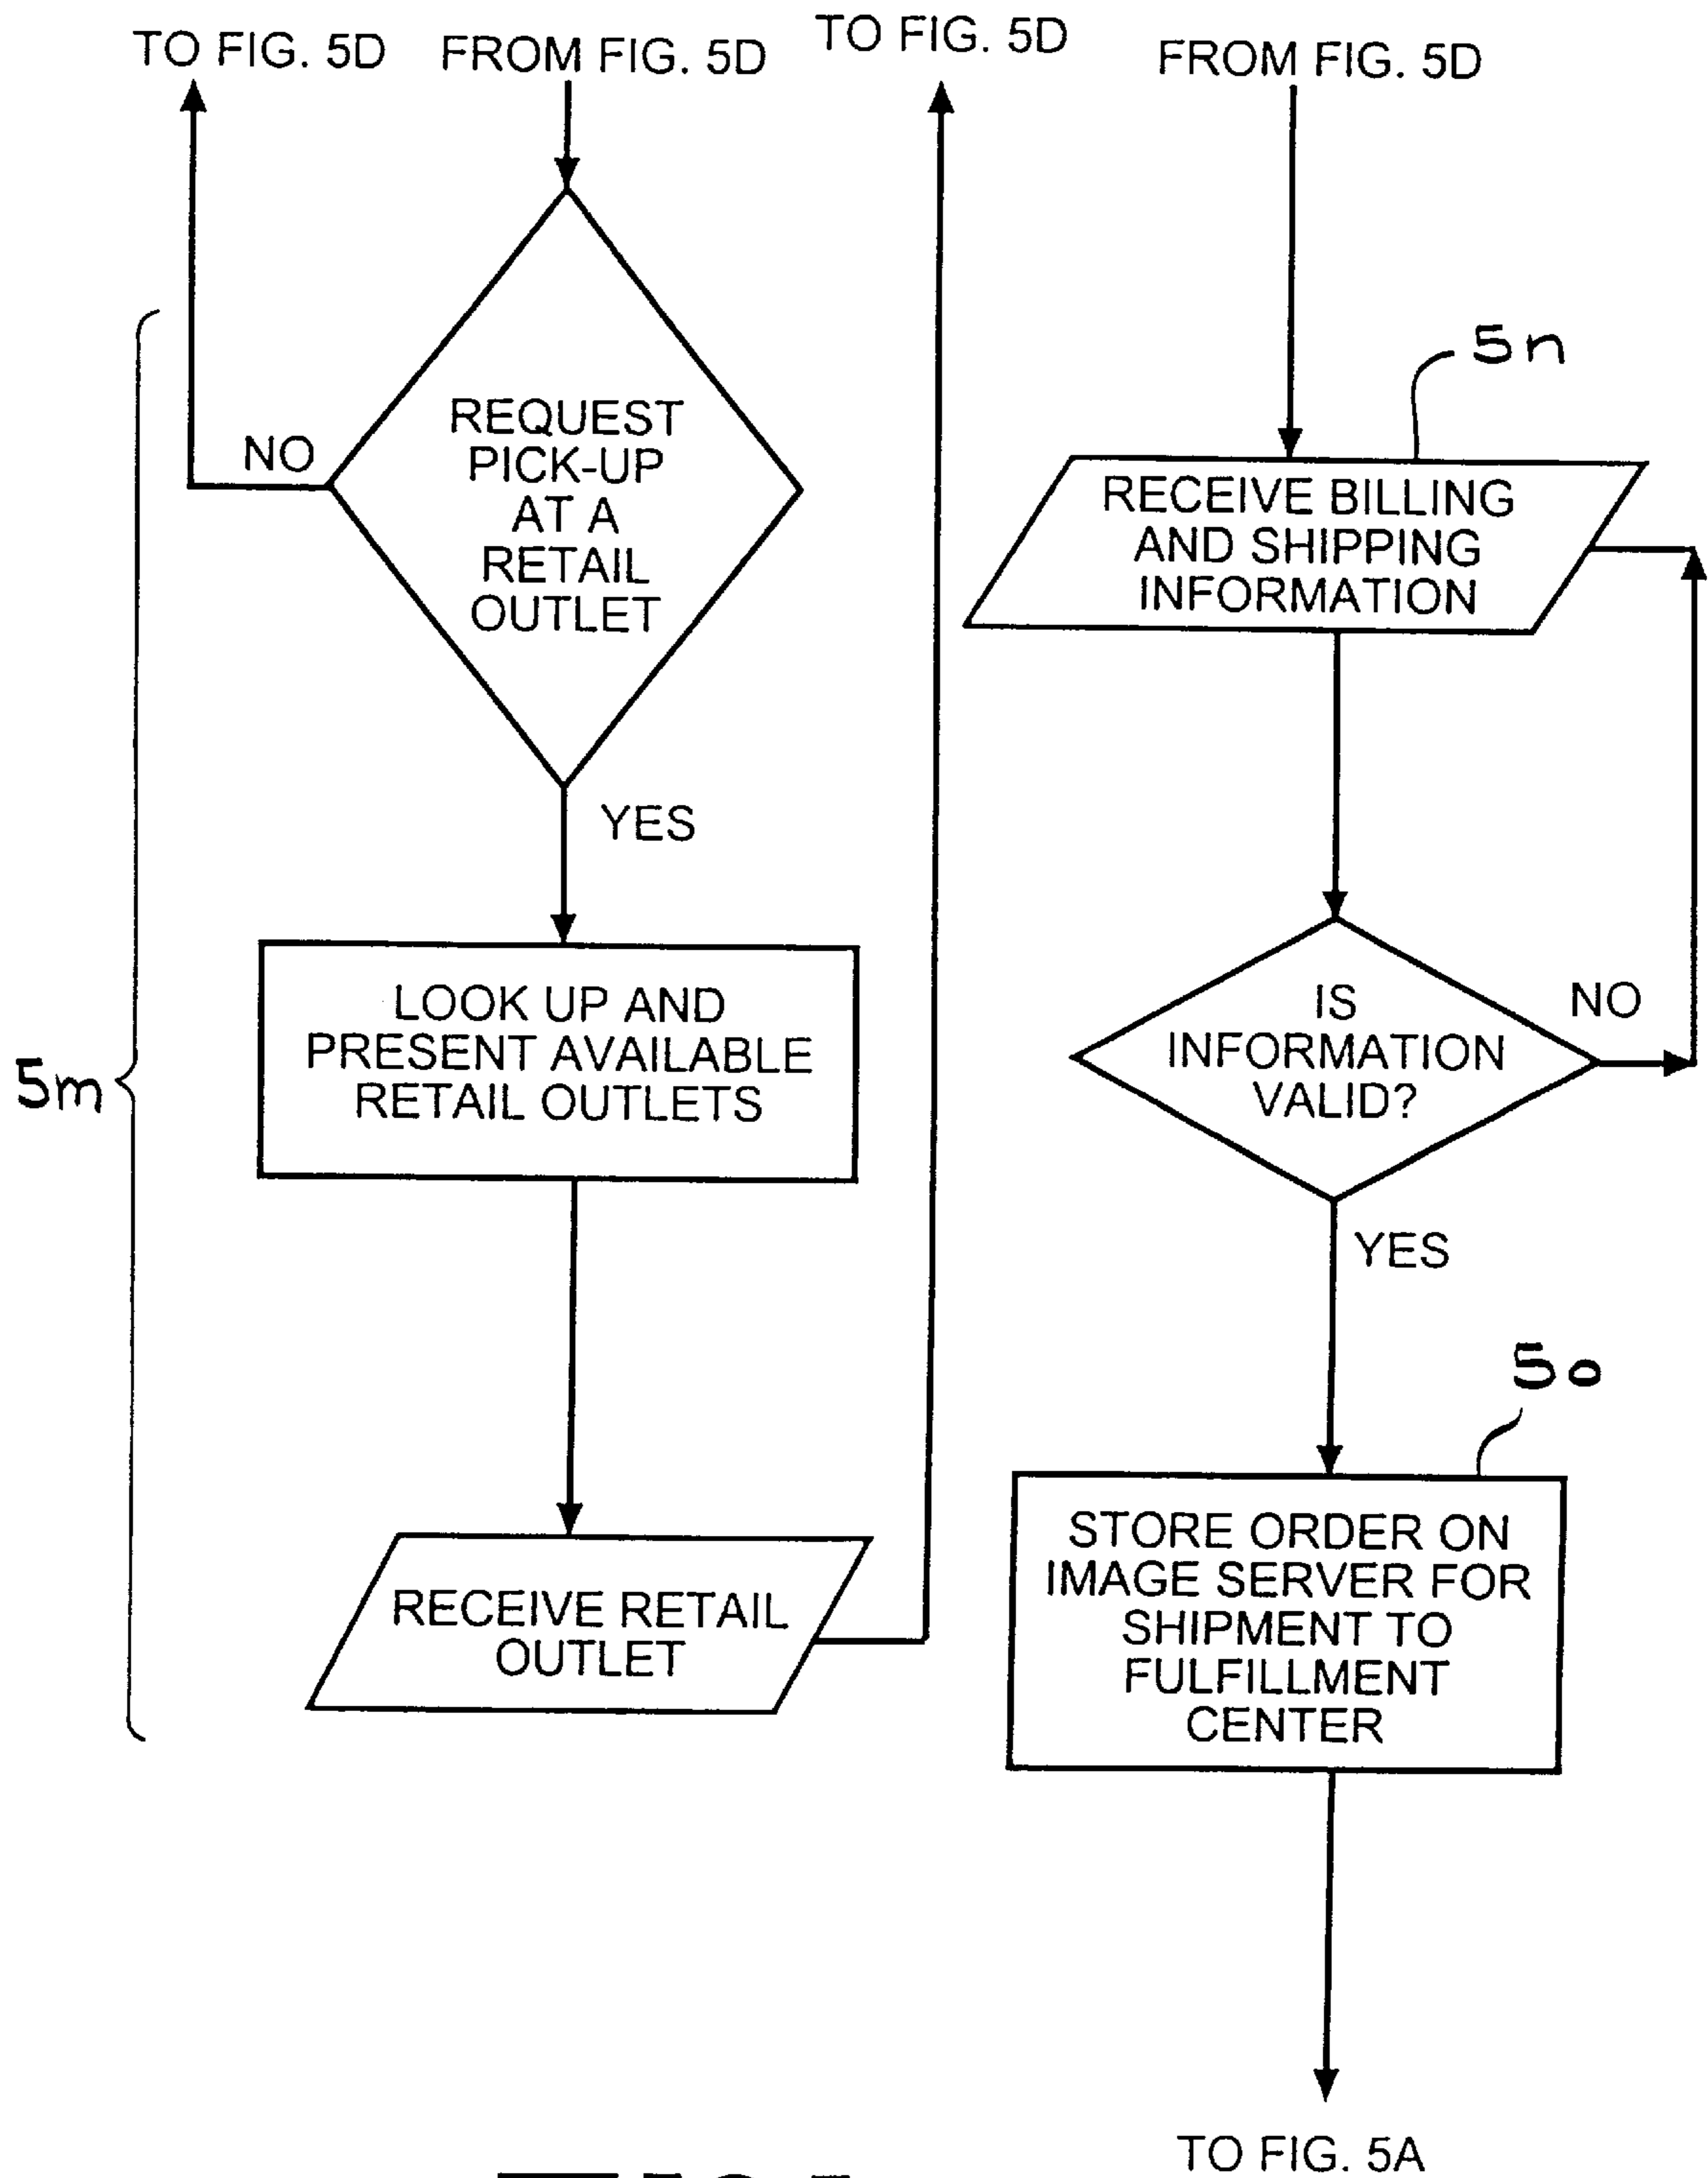 TO FIG. 5D
FROM FIG. 5D
TO FIG. 5D
FROM FIG. 5D
REQUEST
PICK-UP
AT A
RETAIL
OUTLET
NO
YES
LOOK UP AND
PRESENT AVAILABLE
RETAIL OUTLETS
5m
RECEIVE RETAIL
OUTLET
5n
RECEIVE BILLING
AND SHIPPING
INFORMATION
IS
INFORMATION
VALID?
NO
YES
5o
STORE ORDER ON
IMAGE SERVER FOR
SHIPMENT TO
FULFILLMENT
CENTER
TO FIG. 5A